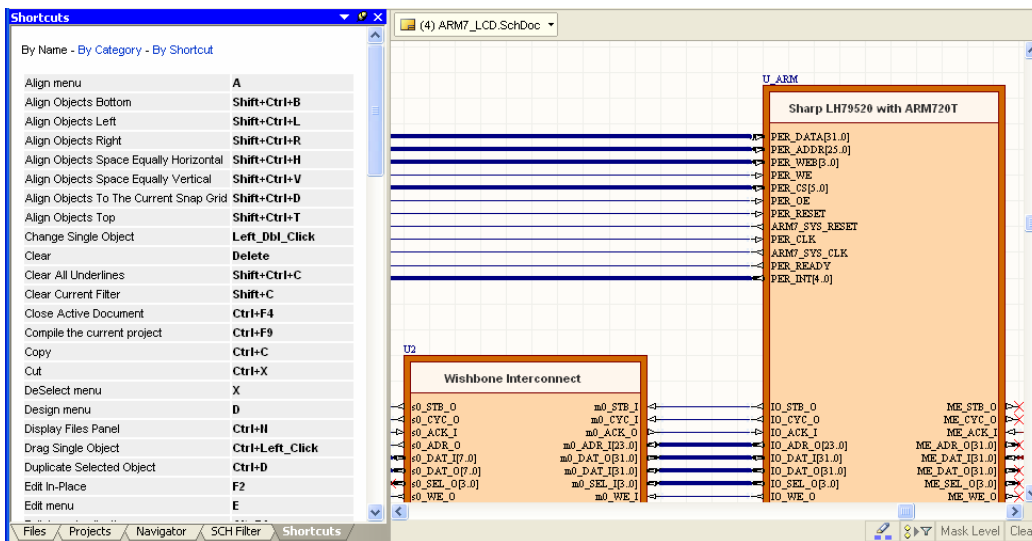 Shortcuts
By Name - By Category - By Shortcut
Align menu A
Align Objects Bottom Shift+Ctrl+B
Align Objects Left Shift+Ctrl+L
Align Objects Right Shift+Ctrl+R
Align Objects Space Equally Horizontal Shift+Ctrl+H
Align Objects Space Equally Vertical Shift+Ctrl+V
Align Objects To The Current Snap Grid Shift+Ctrl+D
Align Objects Top Shift+Ctrl+T
Change Single Object Left_Dbl_Click
Clear Delete
Clear All Underlines Shift+Ctrl+C
Clear Current Filter Shift+C
Close Active Document Ctrl+F4
Compile the current project Ctrl+F9
Copy Ctrl+C
Cut Ctrl+X
DeSelect menu X
Design menu D
Display Files Panel Ctrl+N
Drag Single Object Ctrl+Left_Click
Duplicate Selected Object Ctrl+D
Edit In-Place F2
Edit menu E
Files Projects Navigator SCH Filter Shortcuts
(4) ARM7_LCD.SchDoc
U_ARM
Sharp LH79520 with ARM720T
PER_DATA[31..0]
PER_ADDR[25..0]
PER_WEB[3..0]
PER_WE
PER_CS[5..0]
PER_OE
PER_RESET
ARM7_SYS_RESET
PER_CLK
ARM7_SYS_CLK
PER_READY
PER_INT[4..0]
U2
Wishbone Interconnect
s0_STB_O m0_STB_I
s0_CYC_O m0_CYC_I
s0_ACK_I m0_ACK_O
s0_ADR_O m0_ADR_I[23..0]
s0_DAT_I[7..0] m0_DAT_O[31..0]
s0_DAT_O[7..0] m0_DAT_I[31..0]
s0_SEL_O[3..0] m0_SEL_I[3..0]
s0_WE_O m0_WE_I
IO_STB_O ME_STB_O
IO_CYC_O ME_CYC_O
IO_ACK_I ME_ACK_I
IO_ADR_O[23..0] ME_ADR_O[31..0]
IO_DAT_I[31..0] ME_DAT_I[31..0]
IO_DAT_O[31..0] ME_DAT_O[31..0]
IO_SEL_O[3..0] ME_SEL_O[3..0]
IO_WE_O ME_WE_O
Mask Level Clea